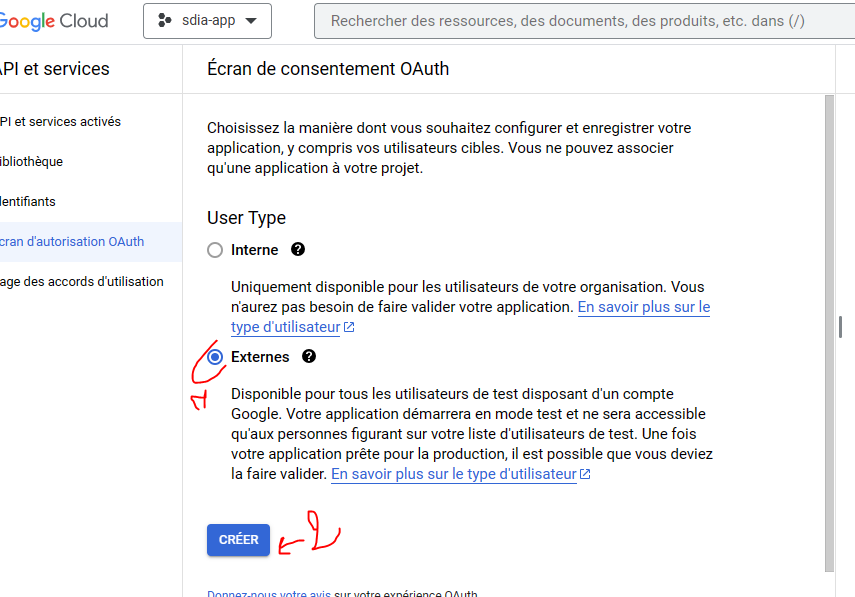 Google Cloud
sdia-app
Rechercher des ressources, des documents, des produits, etc. dans (/)
API et services
Écran de consentement OAuth
PI et services activés
Choisissez la manière dont vous souhaitez configurer et enregistrer votre
application, y compris vos utilisateurs cibles. Vous ne pouvez associer
qu'une application à votre projet.
ibliothèque
dentifiants
cran d'autorisation OAuth
age des accords d'utilisation
User Type
Interne
Uniquement disponible pour les utilisateurs de votre organisation. Vous
n'aurez pas besoin de faire valider votre application. En savoir plus sur le
type d'utilisateur
Externes
1
Disponible pour tous les utilisateurs de test disposant d'un compte
Google. Votre application démarrera en mode test et ne sera accessible
qu'aux personnes figurant sur votre liste d'utilisateurs de test. Une fois
votre application prête pour la production, il est possible que vous deviez
la faire valider. En savoir plus sur le type d'utilisateur
CRÉER
2
Donnez-nous votre avis sur votre expérience OAuth